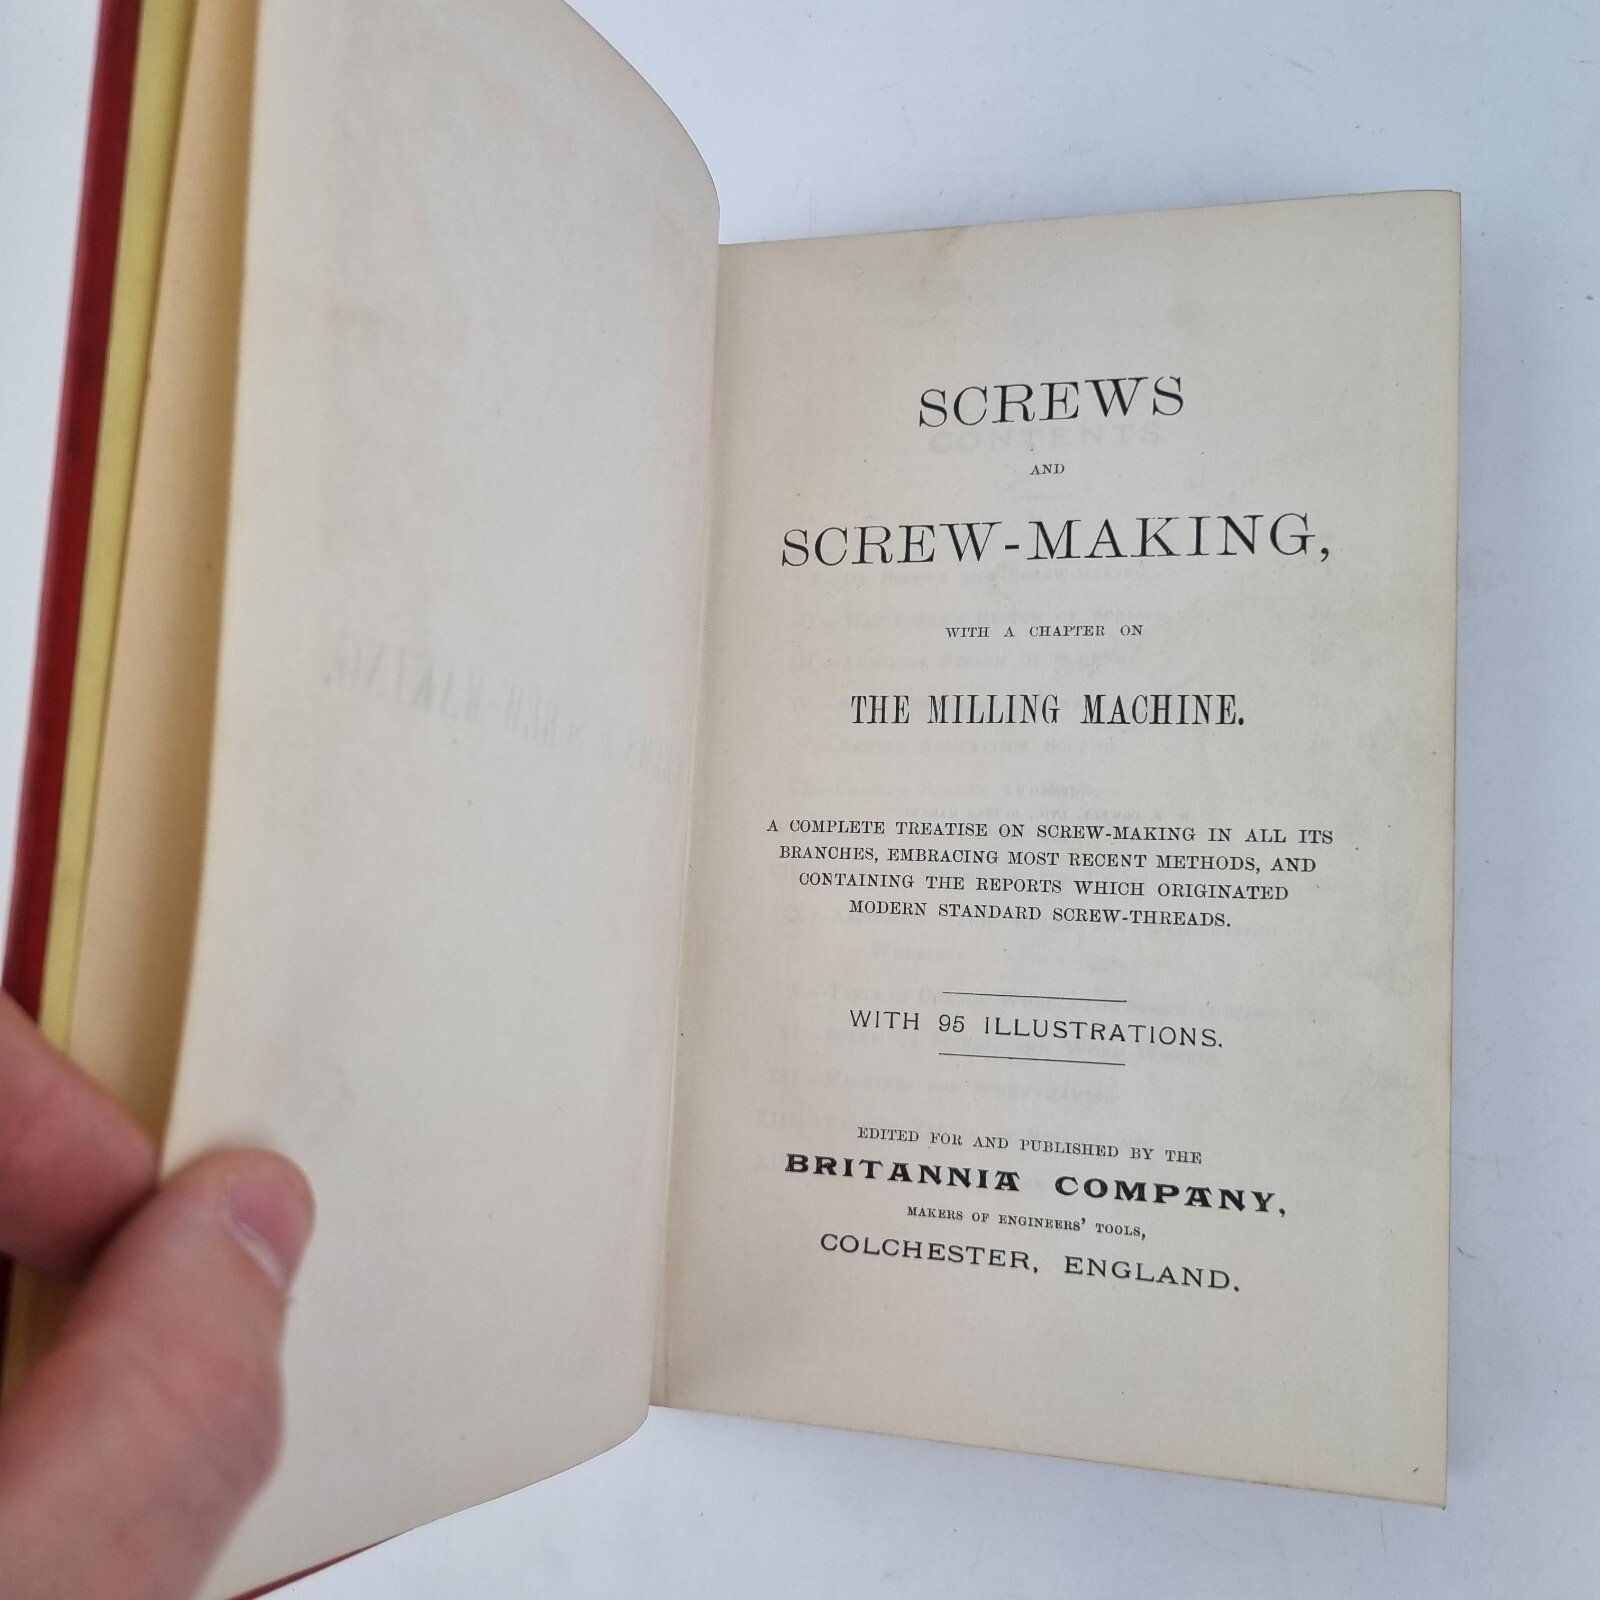 SCREWS
AND
SCREW-MAKING,
WITH A CHAPTER ON
THE MILLING MACHINE.
A COMPLETE TREATISE ON SCREW-MAKING IN ALL ITS
BRANCHES, EMBRACING MOST RECENT METHODS, AND
CONTAINING THE REPORTS WHICH ORIGINATED
MODERN STANDARD SCREW-THREADS.
WITH 95 ILLUSTRATIONS.
EDITED FOR AND PUBLISHED BY THE
BRITANNIA COMPANY,
MAKERS OF ENGINEERS' TOOLS,
COLCHESTER, ENGLAND.